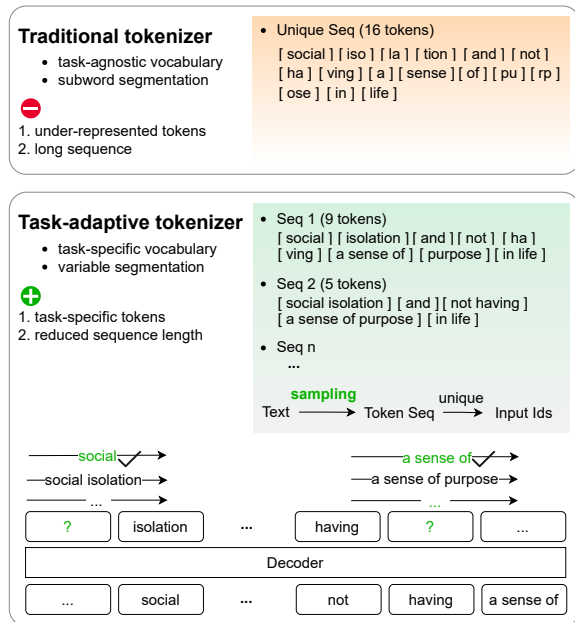 Traditional tokenizer
• task-agnostic vocabulary
• subword segmentation
1. under-represented tokens
2. long sequence
• Unique Seq (16 tokens)
[ social ] [ iso ] [ la ] [ tion ] [ and ] [ not ]
[ ha ] [ ving ] [ a ] [ sense ] [ of ] [ pu ] [ rp ]
[ ose ] [ in ] [ life ]
Task-adaptive tokenizer
• task-specific vocabulary
• variable segmentation
1. task-specific tokens
2. reduced sequence length
• Seq 1 (9 tokens)
[ social ] [ isolation ] [ and ] [ not ] [ ha ]
[ ving ] [ a sense of ] [ purpose ] [ in life ]
• Seq 2 (5 tokens)
[ social isolation ] [ and ] [ not having ]
[ a sense of purpose ] [ in life ]
• Seq n
...
sampling unique
Text Token Seq Input Ids
social a sense of
social isolation a sense of purpose
... ...
? isolation ... having ? ...
Decoder
... social ... not having a sense of